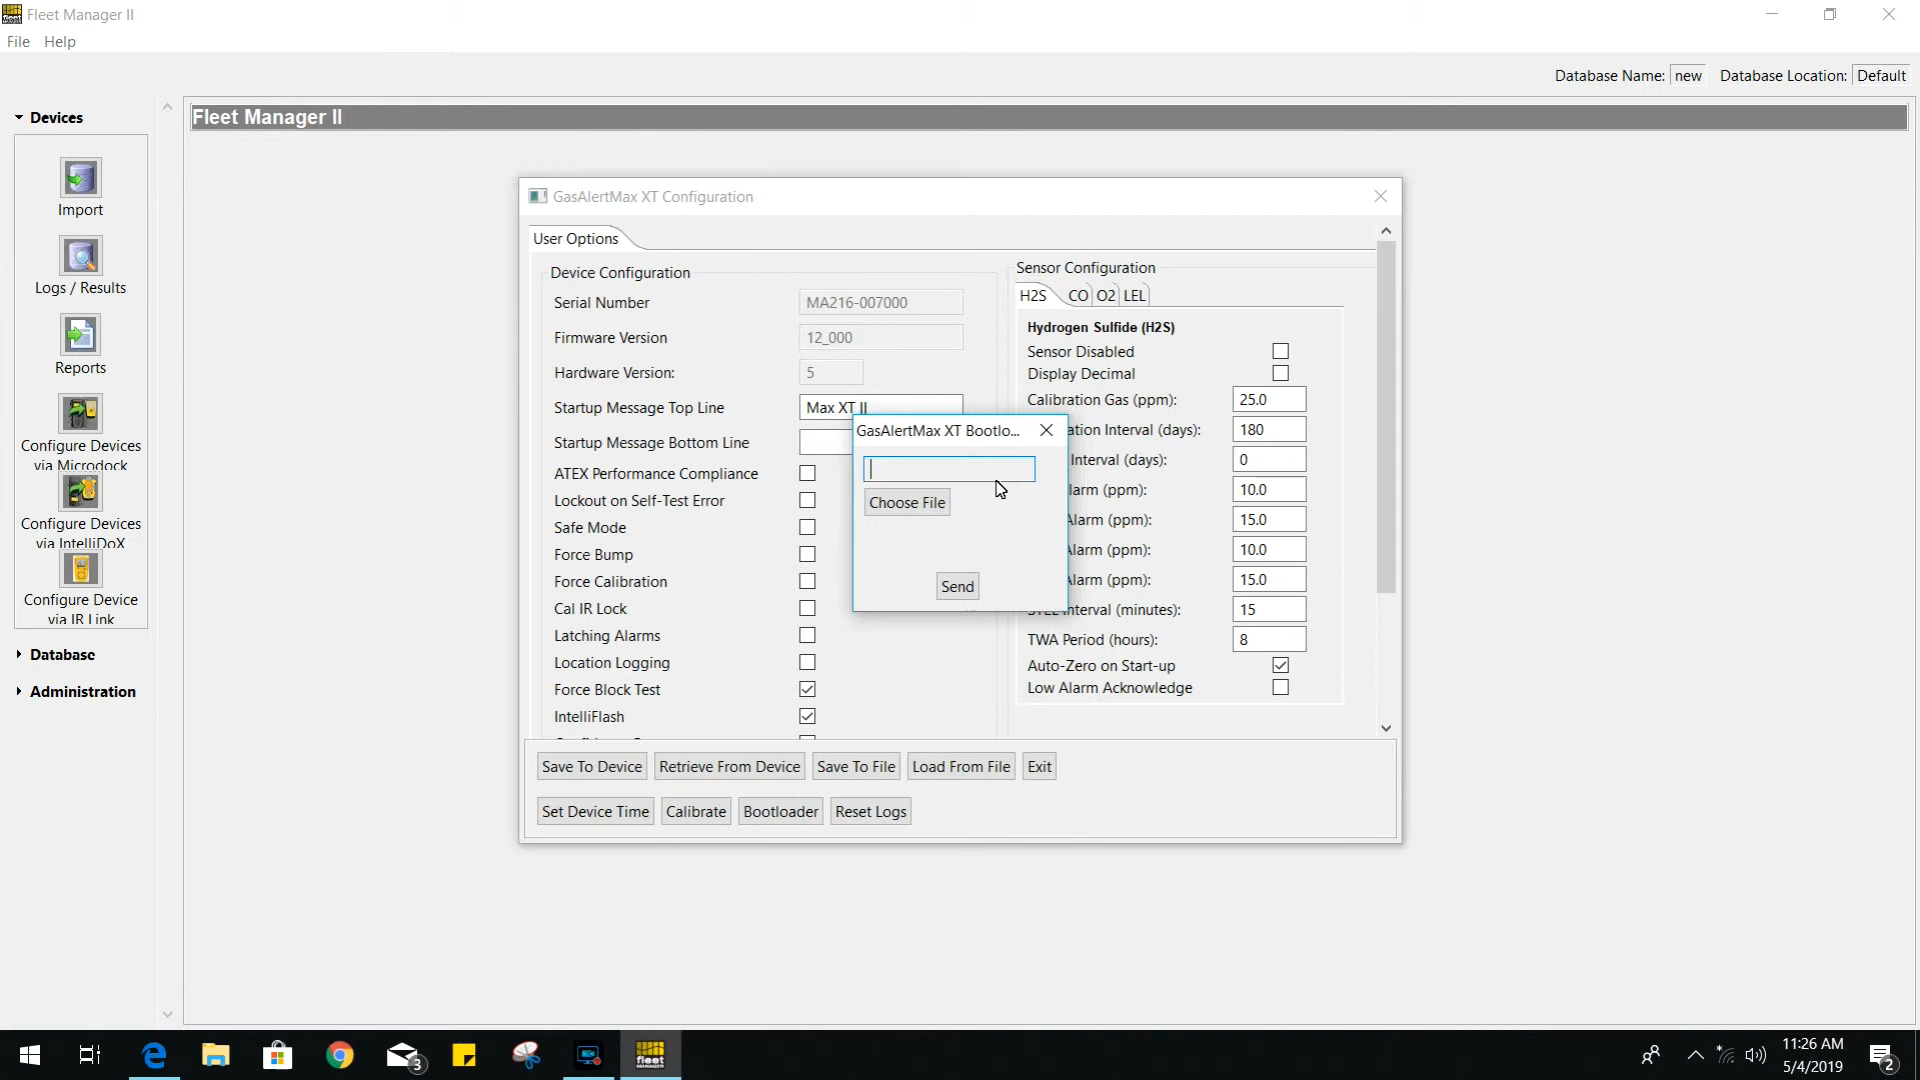 Fleet Manager II
File Help
Database Name: new Database Location: Default
Devices
Import
Logs / Results
Reports
Configure Devices
via Microdock
Configure Devices
via IntelliDoX
Configure Device
via IR Link
Database
Administration
Fleet Manager II
GasAlertMax XT Configuration
User Options
Device Configuration
Serial Number MA216-007000
Firmware Version 12_000
Hardware Version: 5
Startup Message Top Line Max XT II
Startup Message Bottom Line
ATEX Performance Compliance
Lockout on Self-Test Error
Safe Mode
Force Bump
Force Calibration
Cal IR Lock
Latching Alarms
Location Logging
Force Block Test
IntelliFlash
Sensor Configuration
H2S CO O2 LEL
Hydrogen Sulfide (H2S)
Sensor Disabled
Display Decimal
Calibration Gas (ppm): 25.0
ation Interval (days): 180
Interval (days): 0
larm (ppm): 10.0
Alarm (ppm): 15.0
Alarm (ppm): 10.0
Alarm (ppm): 15.0
STEL Interval (minutes): 15
TWA Period (hours): 8
Auto-Zero on Start-up
Low Alarm Acknowledge
GasAlertMax XT Bootlo...
Choose File
Send
Save To Device Retrieve From Device Save To File Load From File Exit
Set Device Time Calibrate Bootloader Reset Logs
3
fleet
MANAGER
11:26 AM
5/4/2019
2